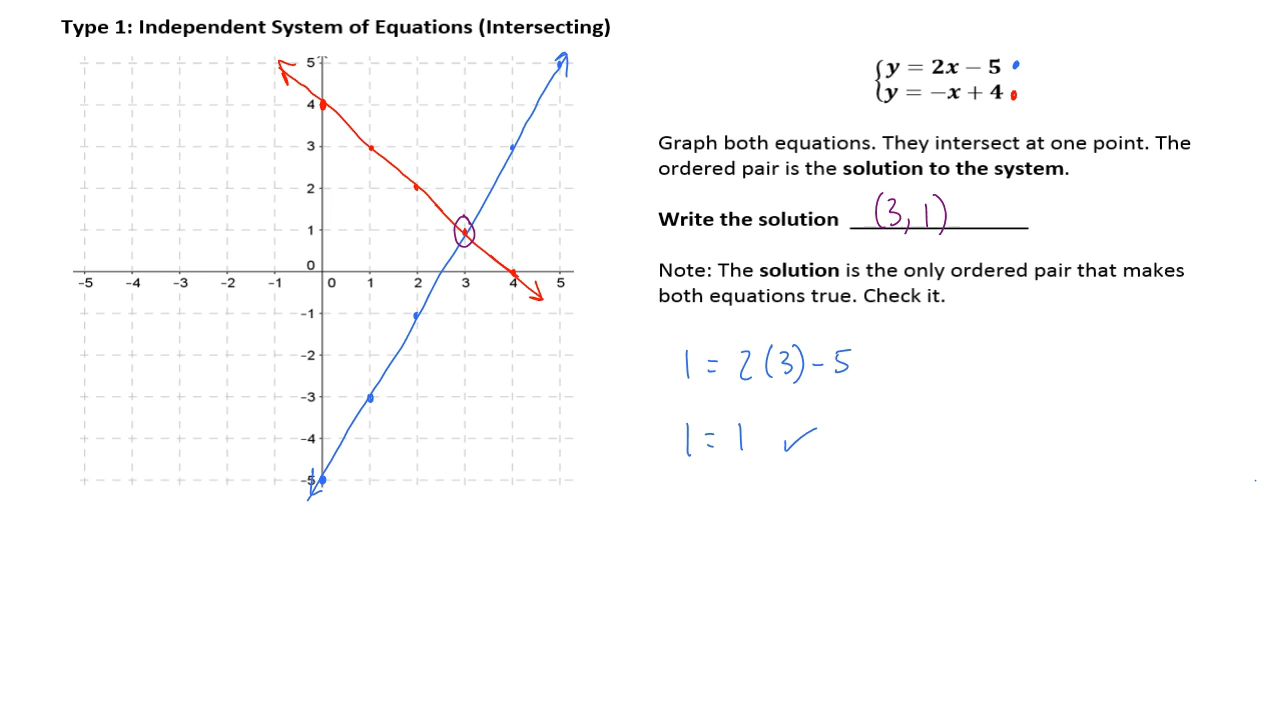 Type 1: Independent System of Equations (Intersecting)
{y = 2x − 5
y = −x + 4
Graph both equations. They intersect at one point. The
ordered pair is the solution to the system.
Write the solution (3, 1)
Note: The solution is the only ordered pair that makes
both equations true. Check it.
1 = 2(3) - 5
1 = 1 ✓
5
4
3
2
1
0
-5 -4 -3 -2 -1 0 1 2 3 4 5
-1
-2
-3
-4
-5